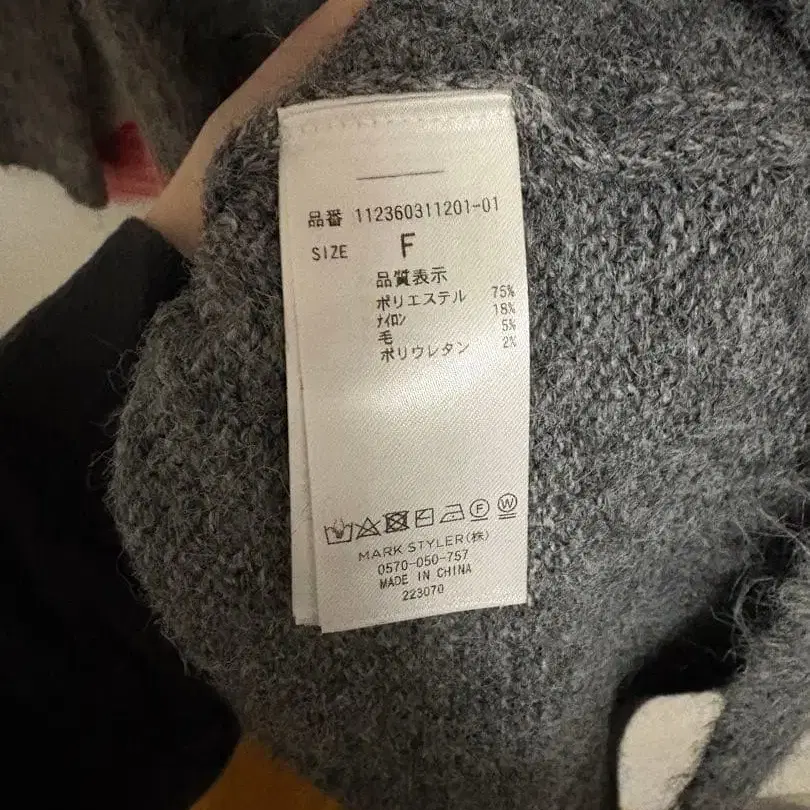 品番 112360311201-01
SIZE F
品質表示
ポリエステル 75%
ナイロン 18%
毛 5%
ポリウレタン 2%
MARK STYLER(株)
0570-050-757
MADE IN CHINA
223070